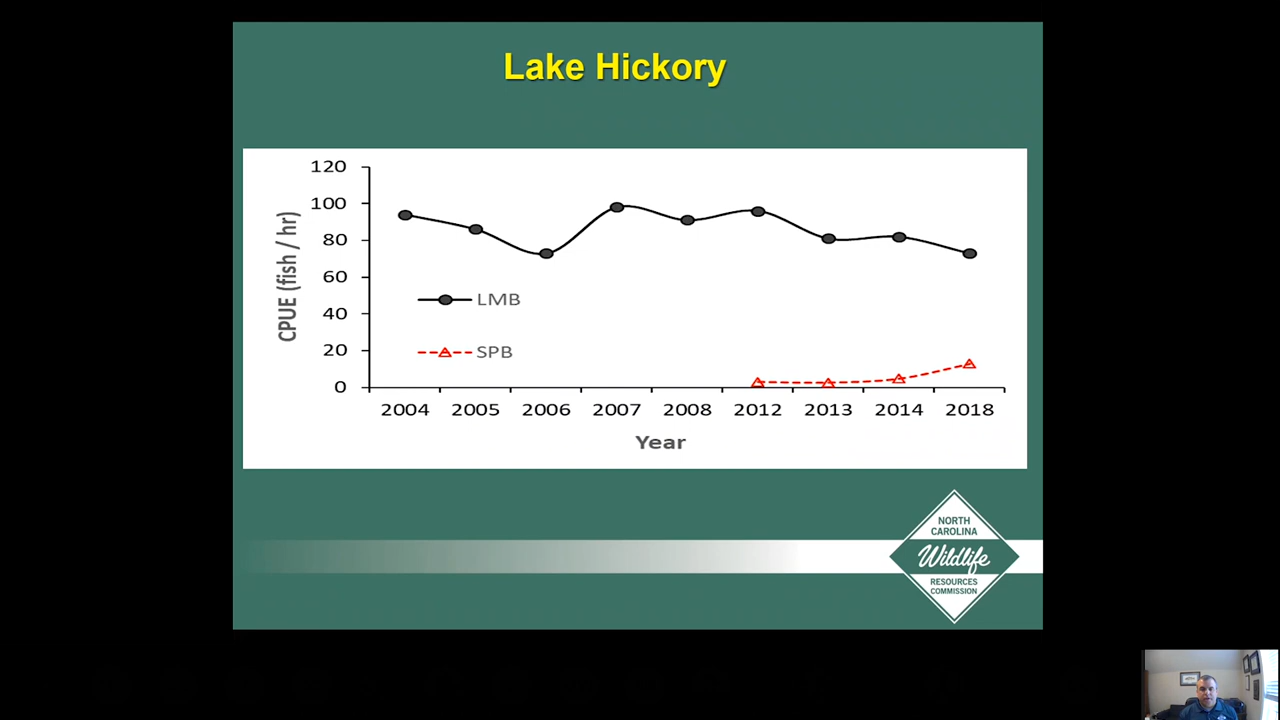 Lake Hickory
120
100
80
60
40
20
0
CPUE (fish / hr)
LMB
SPB
2004 2005 2006 2007 2008 2012 2013 2014 2018
Year
NORTH
CAROLINA
Wildlife
RESOURCES
COMMISSION